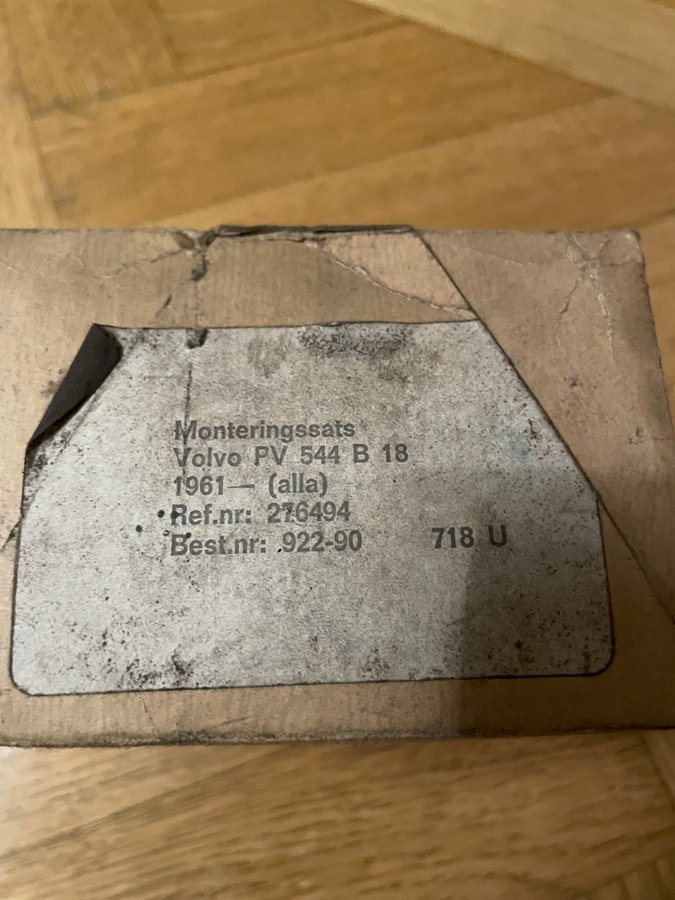 Monteringssats
Volvo PV 544 B 18
1961— (alla)
Ref.nr: 276494
Best.nr: 922-90 718 U